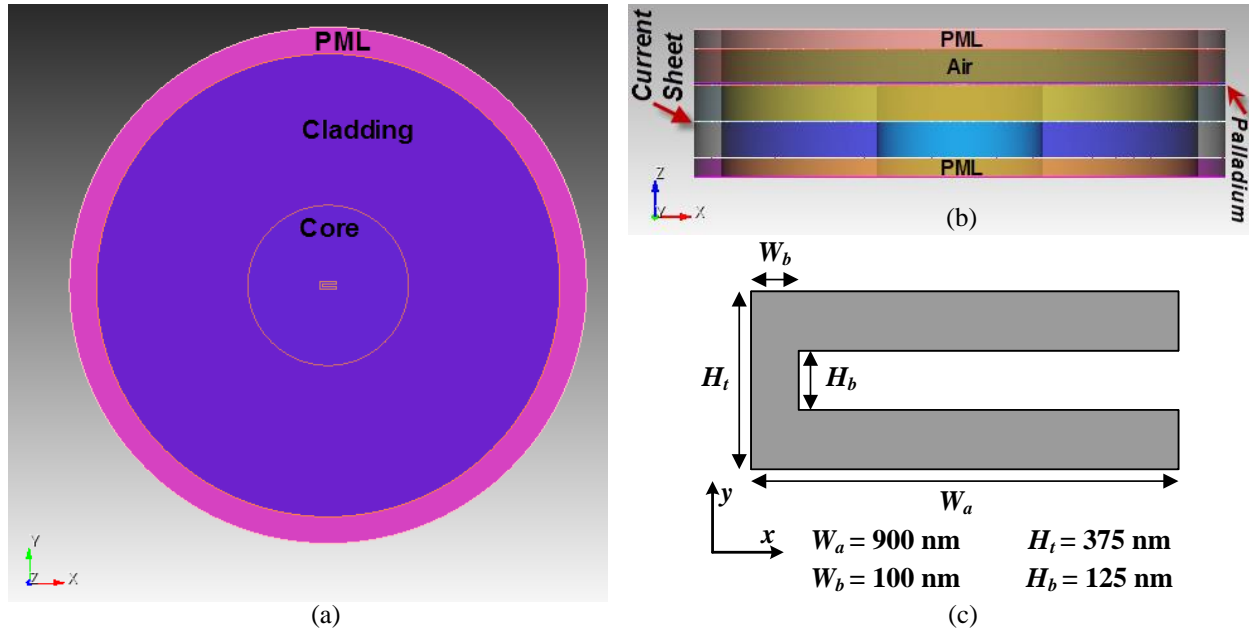 PML
Cladding
Core
Y
Z
X
(a)
Current
Sheet
PML
Air
PML
Palladium
Z
Y
X
(b)
W_b
H_t
H_b
W_a
y
x
W_a = 900 nm
H_t = 375 nm
W_b = 100 nm
H_b = 125 nm
(c)